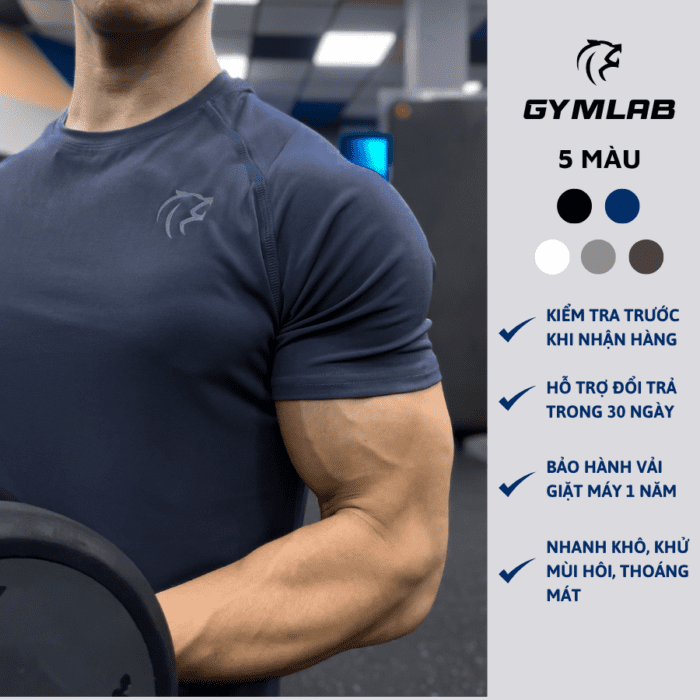 GYMLAB
5 MÀU
KIỂM TRA TRƯỚC
KHI NHẬN HÀNG
HỖ TRỢ ĐỔI TRẢ
TRONG 30 NGÀY
BẢO HÀNH VẢI
GIẶT MÁY 1 NĂM
NHANH KHÔ, KHỬ
MÙI HÔI, THOÁNG
MÁT